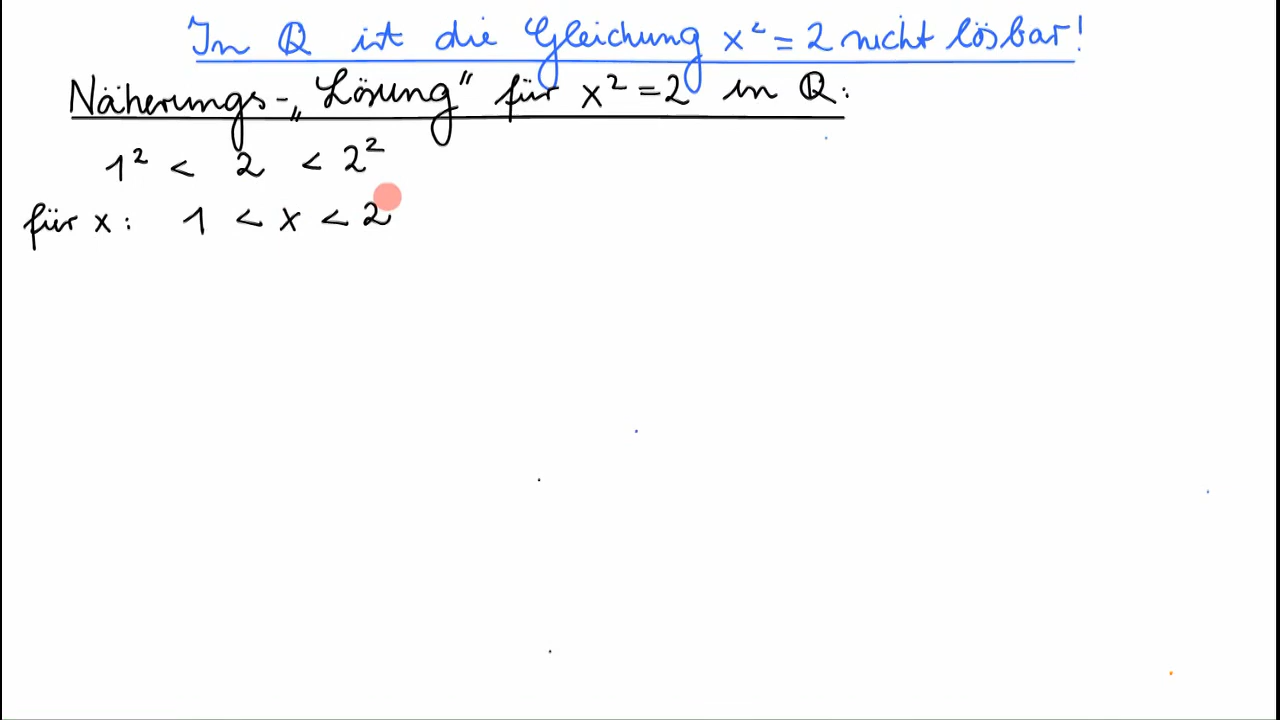 In ℚ ist die Gleichung x² = 2 nicht lösbar!
Näherungs-„Lösung" für x² = 2 in ℚ:
1² < 2 < 2²
für x: 1 < x < 2